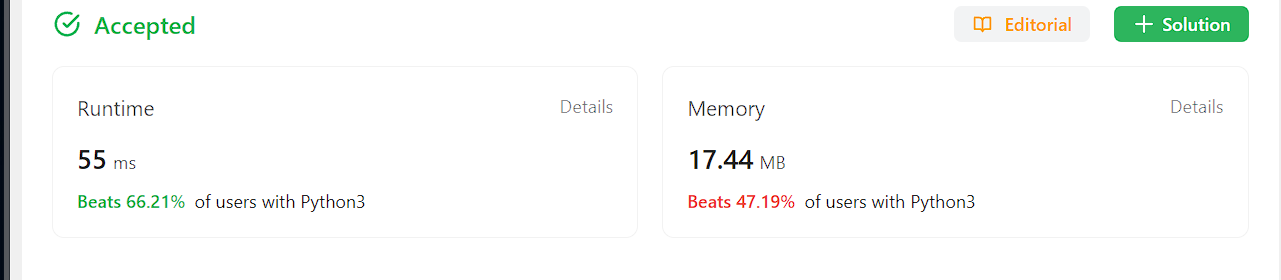 Accepted
Editorial
Solution
Runtime
Details
55 ms
Beats 66.21% of users with Python3
Memory
Details
17.44 MB
Beats 47.19% of users with Python3